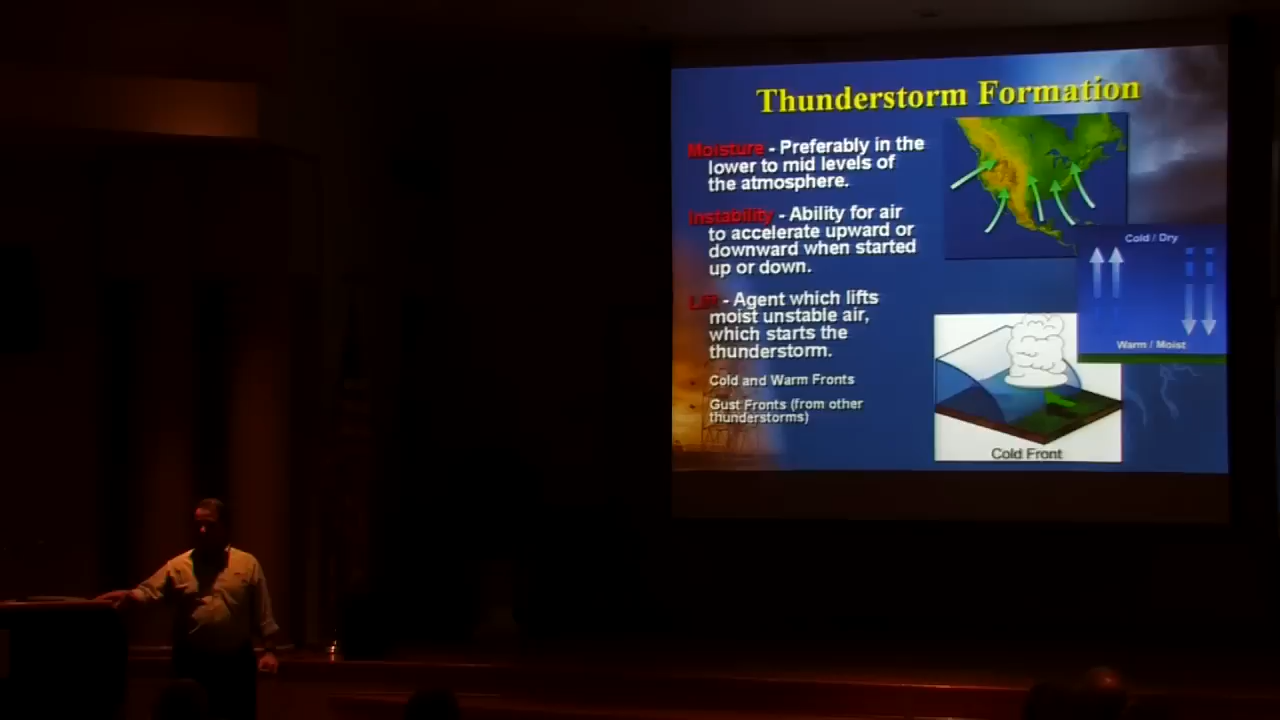 Thunderstorm Formation
Moisture - Preferably in the
lower to mid levels of
the atmosphere.
Instability - Ability for air
to accelerate upward or
downward when started
up or down.
Lift - Agent which lifts
moist unstable air,
which starts the
thunderstorm.
Cold and Warm Fronts
Gust Fronts (from other
thunderstorms)
Cold / Dry
Warm / Moist
Cold Front